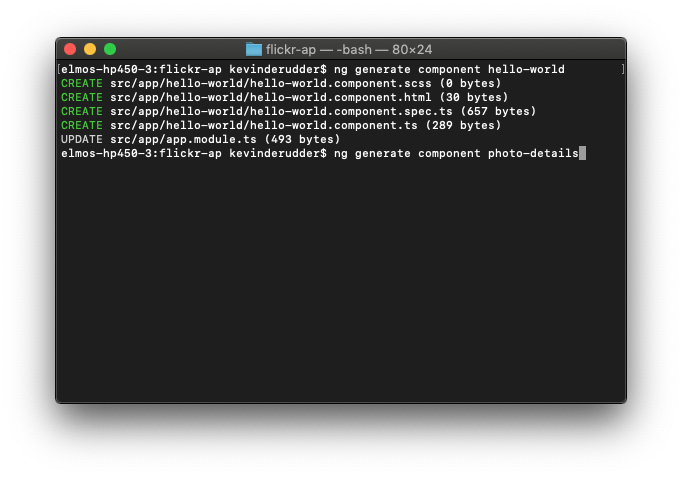 flickr-ap — -bash — 80×24
[elmos-hp450-3:flickr-ap kevinderudder$ ng generate component hello-world ]
CREATE src/app/hello-world/hello-world.component.scss (0 bytes)
CREATE src/app/hello-world/hello-world.component.html (30 bytes)
CREATE src/app/hello-world/hello-world.component.spec.ts (657 bytes)
CREATE src/app/hello-world/hello-world.component.ts (289 bytes)
UPDATE src/app/app.module.ts (493 bytes)
elmos-hp450-3:flickr-ap kevinderudder$ ng generate component photo-details